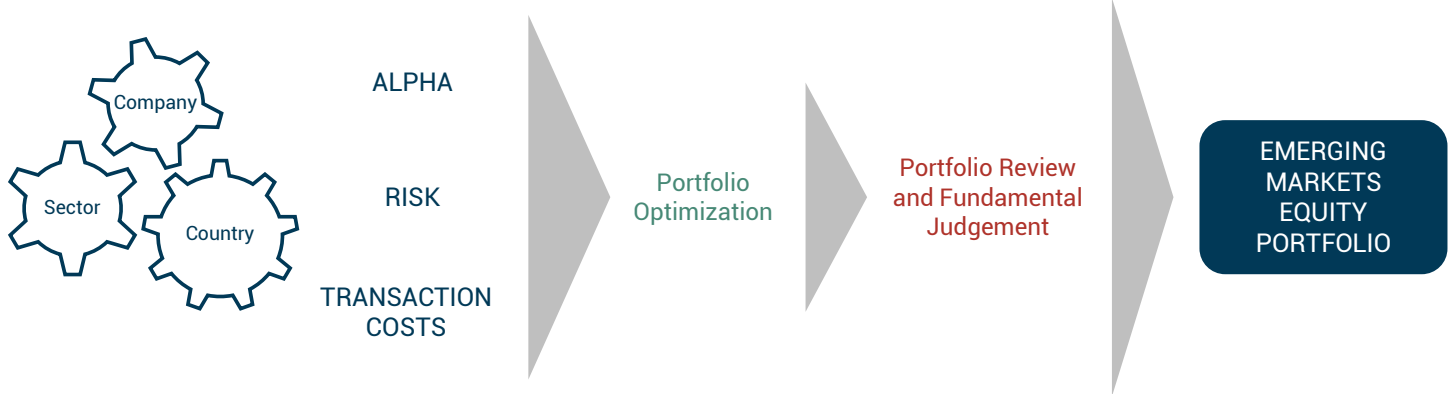 Company
Sector
Country
ALPHA
RISK
TRANSACTION
COSTS
Portfolio
Optimization
Portfolio Review
and Fundamental
Judgement
EMERGING
MARKETS
EQUITY
PORTFOLIO